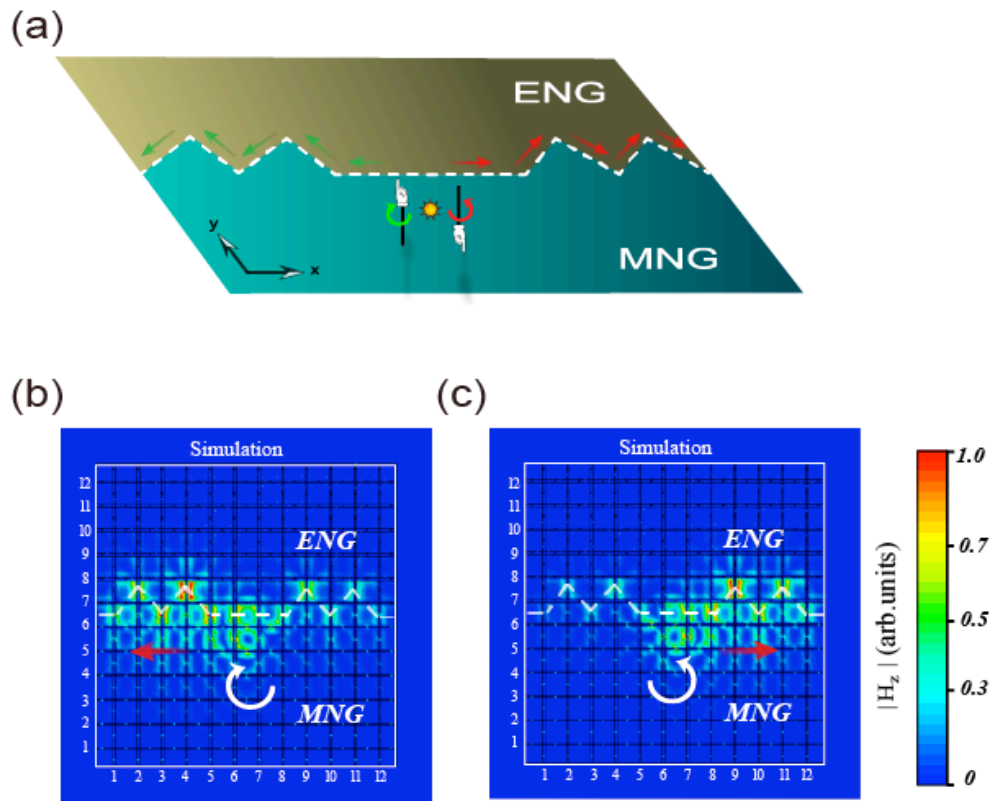 (a)
ENG
MNG
y
x
(b)
(c)
Simulation
12
11
10
9
8
7
6
5
4
3
2
1
ENG
MNG
1 2 3 4 5 6 7 8 9 10 11 12
Simulation
12
11
10
9
8
7
6
5
4
3
2
1
ENG
MNG
1 2 3 4 5 6 7 8 9 10 11 12
|Hz| (arb.units)
1.0
0.7
0.5
0.3
0